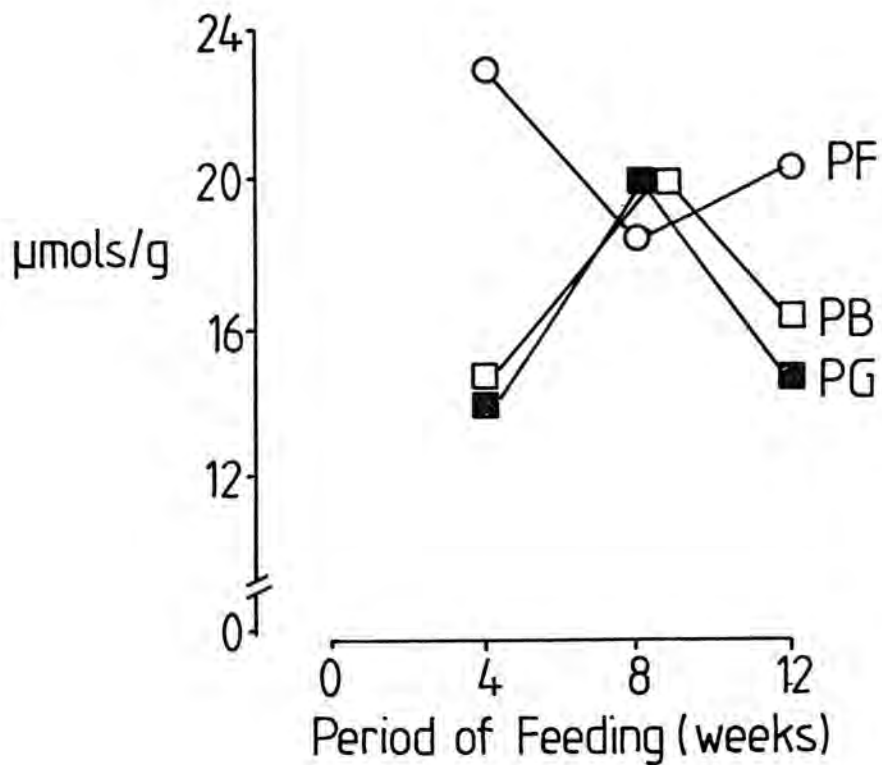 24
20
µmols/g
16
12
0
PF
PB
PG
0 4 8 12
Period of Feeding (weeks)